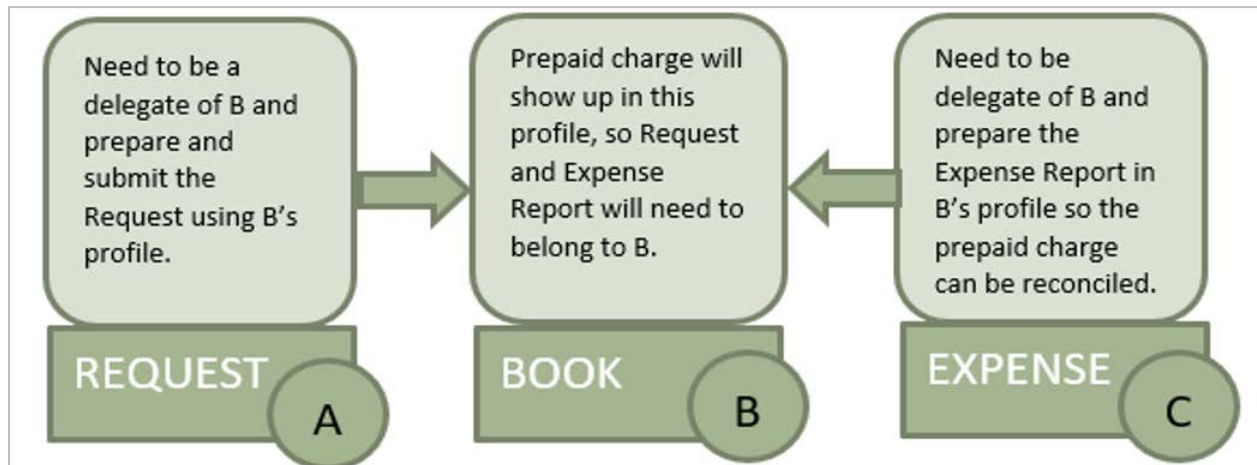 Need to be a
delegate of B and
prepare and
submit the
Request using B's
profile.
REQUEST
A
Prepaid charge will
show up in this
profile, so Request
and Expense
Report will need to
belong to B.
BOOK
B
Need to be
delegate of B and
prepare the
Expense Report in
B's profile so the
prepaid charge
can be reconciled.
EXPENSE
C